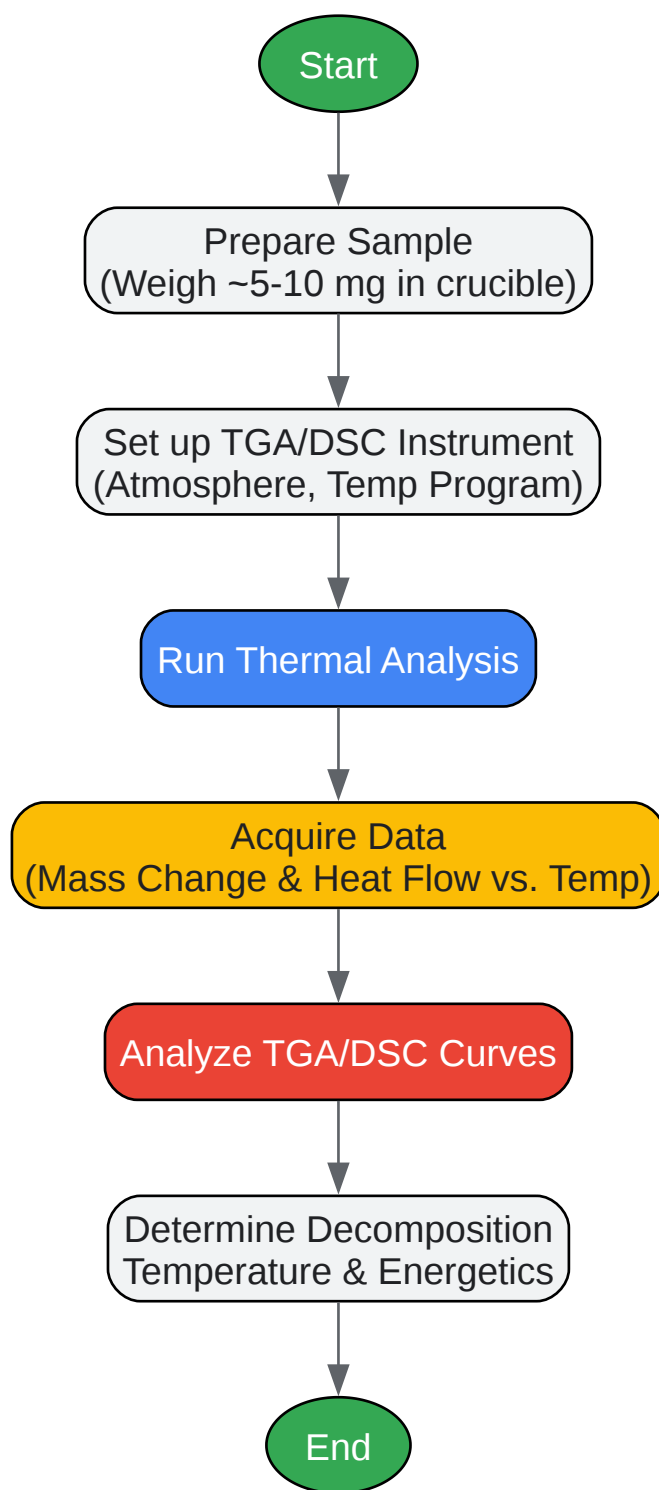 Start
Prepare Sample
(Weigh ~5-10 mg in crucible)
Set up TGA/DSC Instrument
(Atmosphere, Temp Program)
Run Thermal Analysis
Acquire Data
(Mass Change & Heat Flow vs. Temp)
Analyze TGA/DSC Curves
Determine Decomposition
Temperature & Energetics
End